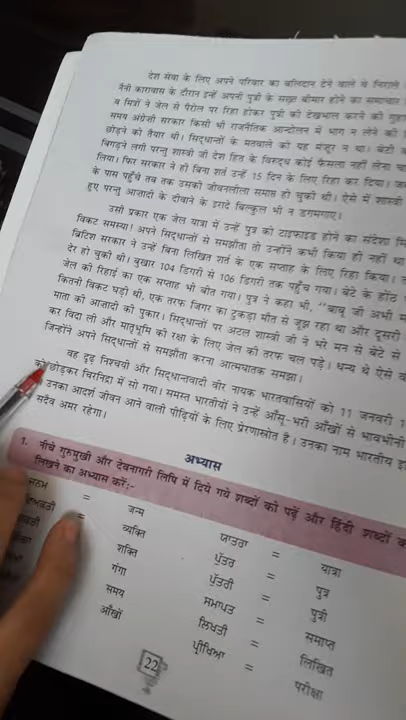 देश सेवा के लिए अपने परिवार का बलिदान देने वाले ये निराले
नैनी कारावास के दौरान इन्हें अपनी पुत्री के सख्त बीमार होने का समाचार
व मित्रों ने जेल से पैरोल पर रिहा होकर पुत्री की देखभाल करने की
समय अंग्रेजी सरकार किसी भी राजनैतिक आन्दोलन में भाग न लेने की
छोड़ने को तैयार थी। सिद्धान्तों के मतवाले को यह मंजूर न था। बेटी
बिगड़ने लगी परन्तु शास्त्री जो देश हित के विरुद्ध कोई फैसला नहीं लेना
लिया। फिर सरकार ने बिना शर्त उन्हें 15 दिन के लिए रिहा कर दिया।
के पास पहुँचे तब तक उसकी जीवनलीला समाप्त हो चुकी थी। ऐसे में शास्त्री
हुए परन्तु आज़ादी के दीवाने के इरादे बिल्कुल भी न डगमगाए।
उसी प्रकार एक जेल यात्रा में उन्हें पुत्र को टाइफाइड होने का संदेश
विकट समस्या! अपने सिद्धान्तों से समझौता तो उन्होंने कभी किया ही नहीं था
ब्रिटिश सरकार ने उन्हें बिना लिखित शर्त के एक सप्ताह के लिए रिहा किया।
देर हो चुकी थी। बुखार 104 डिगरी से 106 डिगरी तक पहुँच गया। बेटे के होंठ
जेल की रिहाई का एक सप्ताह भी बीत गया। पुत्र ने कहा भी, "बाबू जी अभी
कितनी विकट घड़ी थी, एक तरफ जिगर का टुकड़ा मौत से जूझ रहा था और दूसरी
माता को आज़ादी की पुकार। सिद्धान्तों पर अटल शास्त्री जी ने भरे मन से बेटे से
कर विदा ली और मातृभूमि की रक्षा के लिए जेल की तरफ चल पड़े। धन्य थे ऐसे
जिन्होंने अपने सिद्धान्तों से समझौता करना आत्मघातक समझा।
वह दृढ़ निश्चयी और सिद्धान्तवादी वीर नायक भारतवासियों को 11 जनवरी
को छोड़कर चिरनिद्रा में सो गया। समस्त भारतीयों ने उन्हें आँसू-भरी आँखों से
उनका आदर्श जीवन आने वाली पीढ़ियों के लिए प्रेरणास्रोत है। उनका नाम भारतीय
सदैव अमर रहेगा।
अभ्यास
1. नीचे गुरुमुखी और देवनागरी लिपि में दिये गये शब्दों को पढ़ें और हिंदी शब्दों
लिखने का अभ्यास करें:-
= जन्म ਯਾਤਰਾ = यात्रा
= व्यक्ति ਪੁੱਤਰ = पुत्र
शक्ति ਪੁੱਤਰੀ = पुत्री
गंगा ਸਮਾਪਤ = समाप्त
समय ਲਿਖਤੀ = लिखित
आँखों ਪ੍ਰੀਖਿਆ = परीक्षा
22